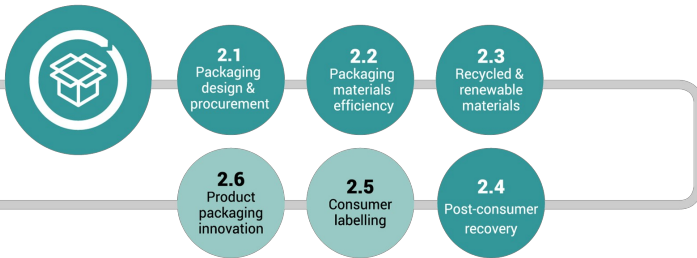 2.1
Packaging
design &
procurement
2.2
Packaging
materials
efficiency
2.3
Recycled &
renewable
materials
2.4
Post-consumer
recovery
2.5
Consumer
labelling
2.6
Product
packaging
innovation